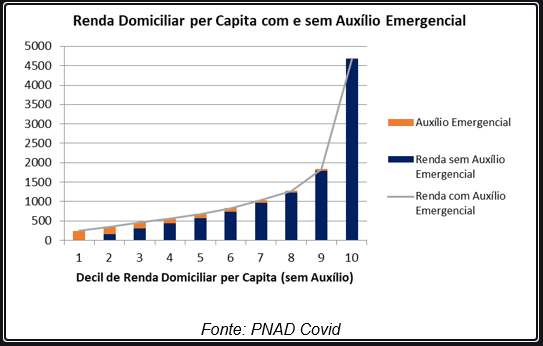 Renda Domiciliar per Capita com e sem Auxílio Emergencial
5000
4500
4000
3500
3000
2500
2000
1500
1000
500
0
1 2 3 4 5 6 7 8 9 10
Decil de Renda Domiciliar per Capita (sem Auxílio)
Auxílio Emergencial
Renda sem Auxílio
Emergencial
Renda com Auxílio
Emergencial
Fonte: PNAD Covid